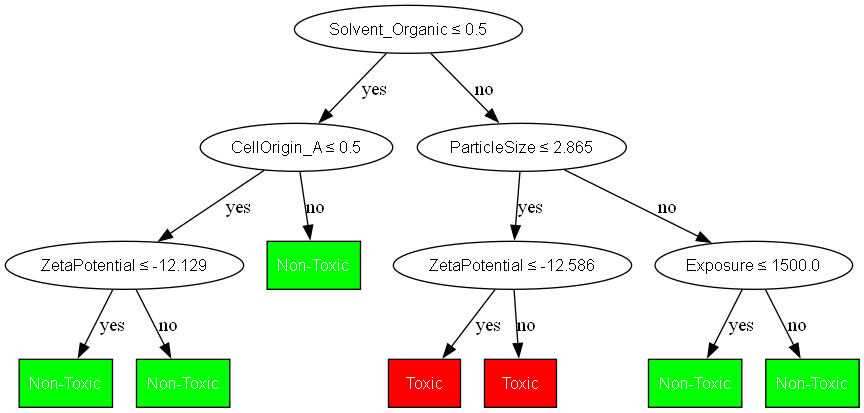 Solvent_Organic ≤ 0.5
yes
no
CellOrigin_A ≤ 0.5
ParticleSize ≤ 2.865
yes
no
yes
no
ZetaPotential ≤ -12.129
Non-Toxic
ZetaPotential ≤ -12.586
Exposure ≤ 1500.0
yes
no
yes
no
yes
no
Non-Toxic
Non-Toxic
Toxic
Toxic
Non-Toxic
Non-Toxic